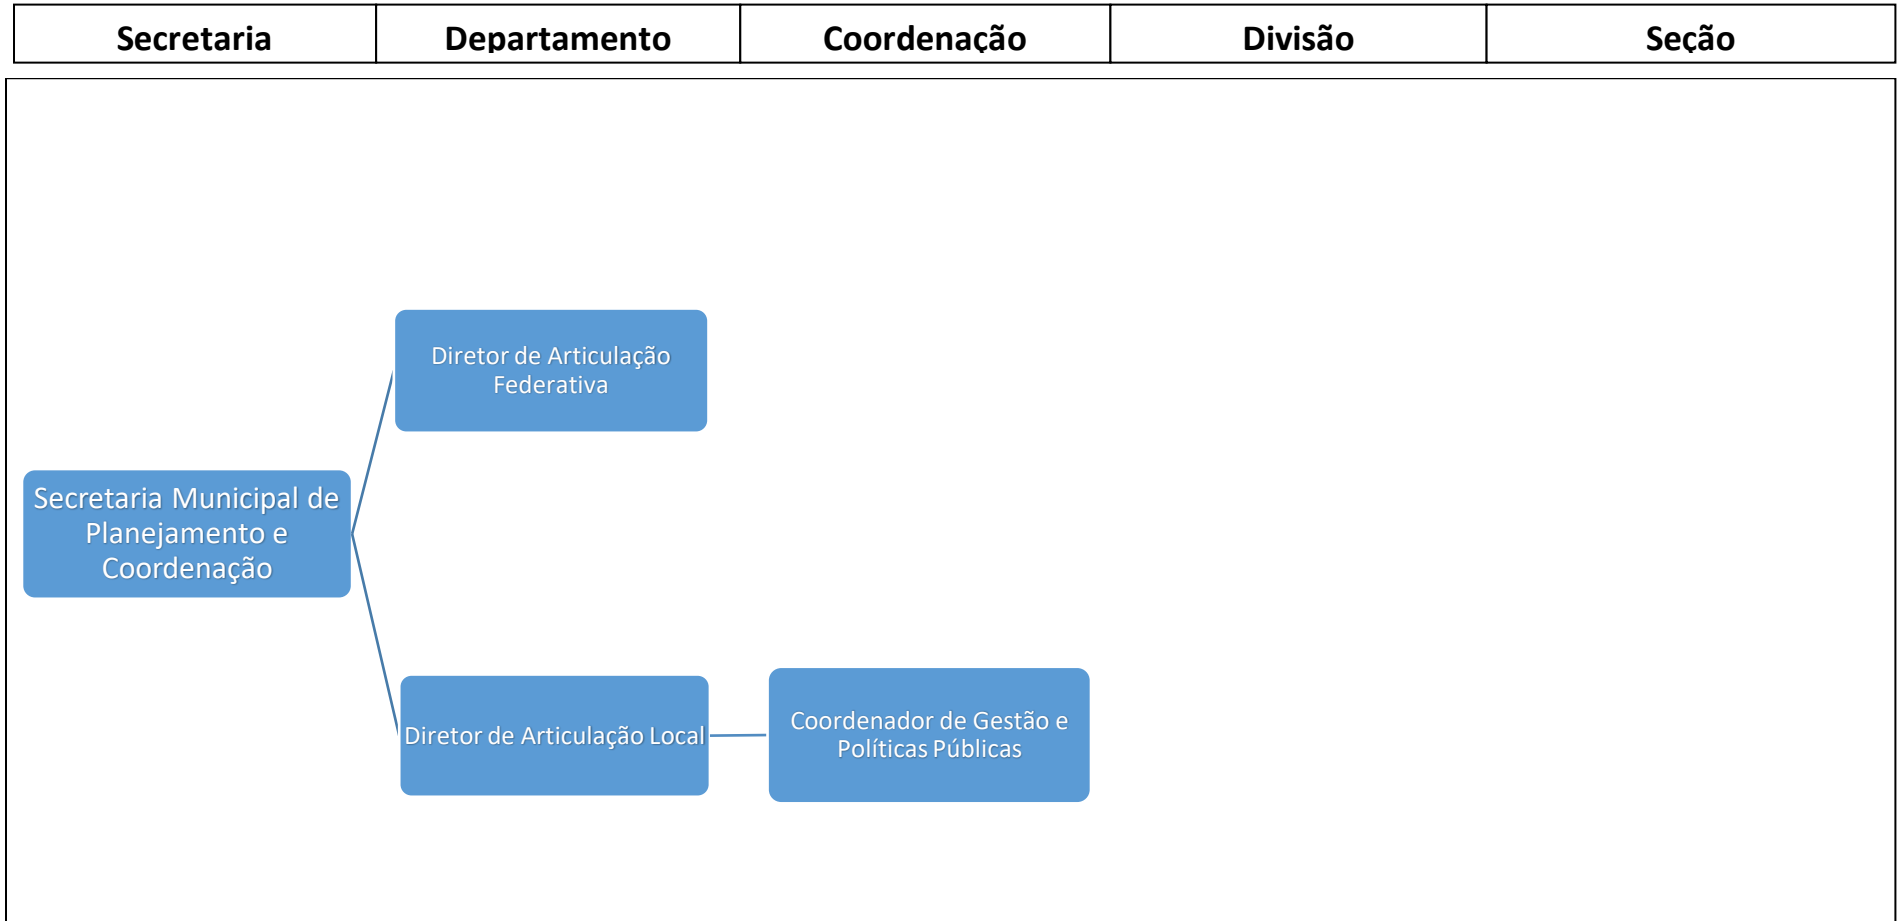 Secretaria
Departamento
Coordenação
Divisão
Seção
Diretor de Articulação
Federativa
Secretaria Municipal de
Planejamento e
Coordenação
Diretor de Articulação Local
Coordenador de Gestão e
Políticas Públicas